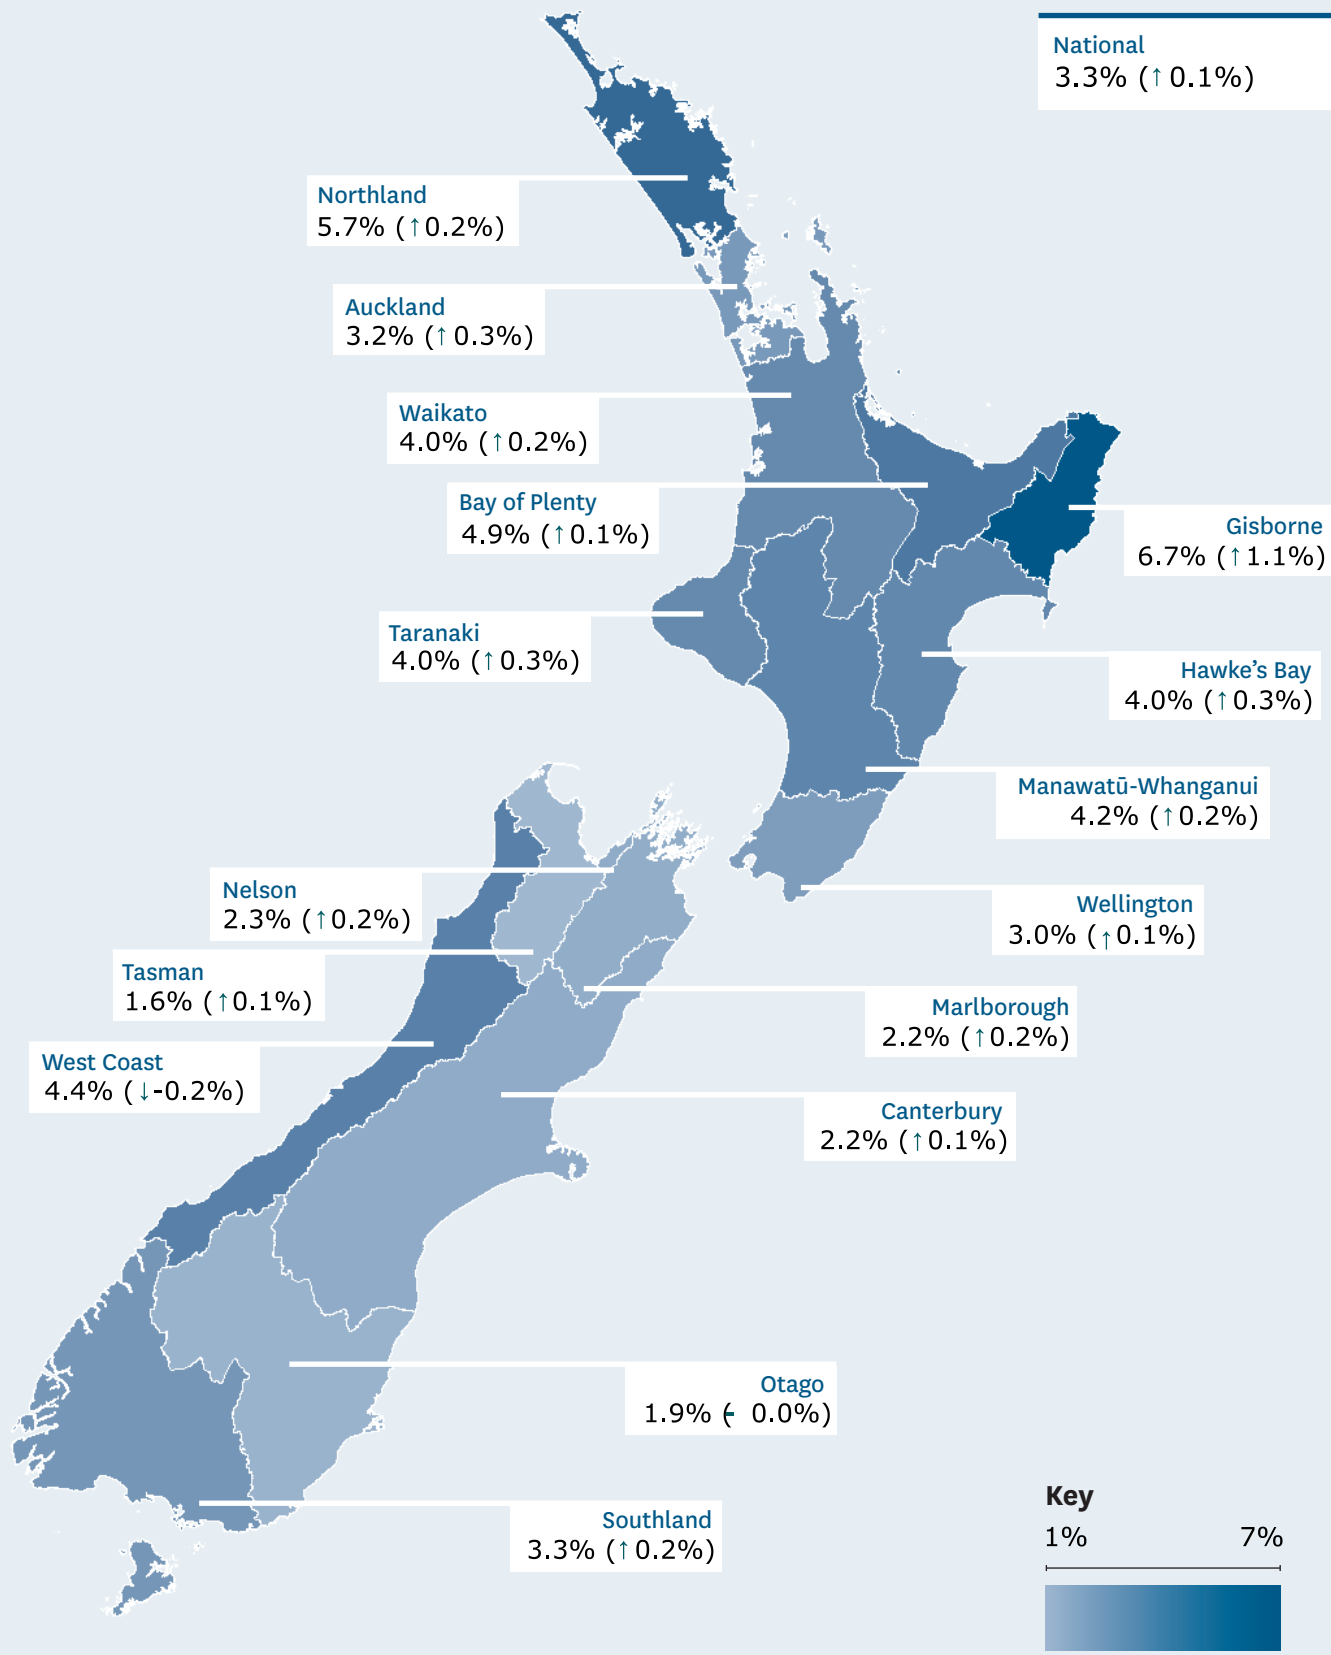 National
3.3% (↑ 0.1%)
Northland
5.7% (↑0.2%)
Auckland
3.2% (↑ 0.3%)
Waikato
4.0% (↑0.2%)
Bay of Plenty
4.9% (↑0.1%)
Gisborne
6.7% (↑1.1%)
Taranaki
4.0% (↑0.3%)
Hawke’s Bay
4.0% (↑0.3%)
Manawatū-Whanganui
4.2% (↑0.2%)
Nelson
2.3% (↑0.2%)
Wellington
3.0% (↑0.1%)
Tasman
1.6% (↑0.1%)
Marlborough
2.2% (↑0.2%)
West Coast
4.4% (↓-0.2%)
Canterbury
2.2% (↑0.1%)
Otago
1.9% (- 0.0%)
Southland
3.3% (↑0.2%)
Key
1% 7%